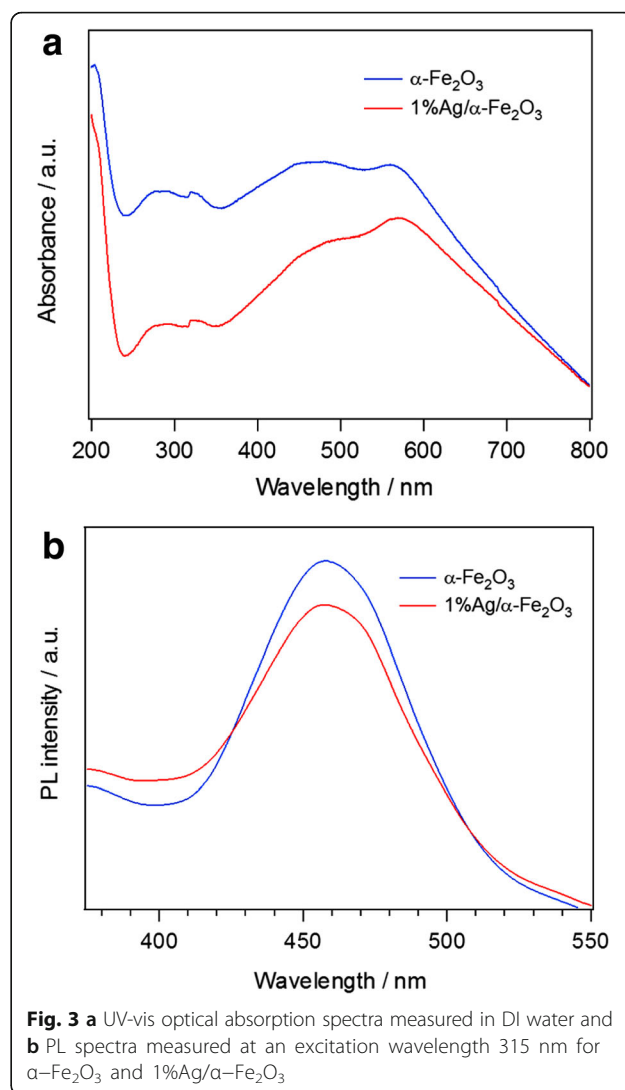 a
α-Fe₂O₃
1%Ag/α-Fe₂O₃
Absorbance / a.u.
200 300 400 500 600 700 800
Wavelength / nm
b
α-Fe₂O₃
1%Ag/α-Fe₂O₃
PL intensity / a.u.
400 450 500 550
Wavelength / nm
Fig. 3 a UV-vis optical absorption spectra measured in DI water and
b PL spectra measured at an excitation wavelength 315 nm for
α–Fe₂O₃ and 1%Ag/α–Fe₂O₃